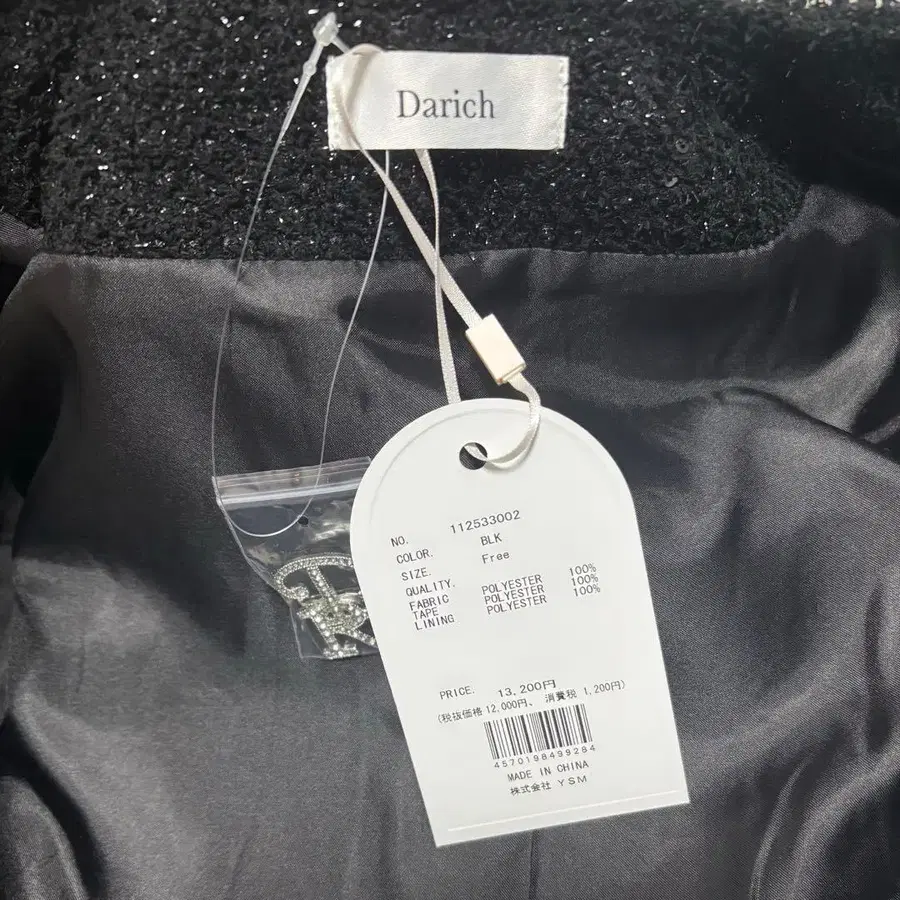 Darich
NO. 112533002
COLOR. BLK
SIZE. Free
QUALITY.
FABRIC POLYESTER 100%
TAPE POLYESTER 100%
LINING POLYESTER 100%
PRICE. 13,200円
(税抜価格 12,000円、 消費税 1,200円)
4570198499284
MADE IN CHINA
株式会社 YSM